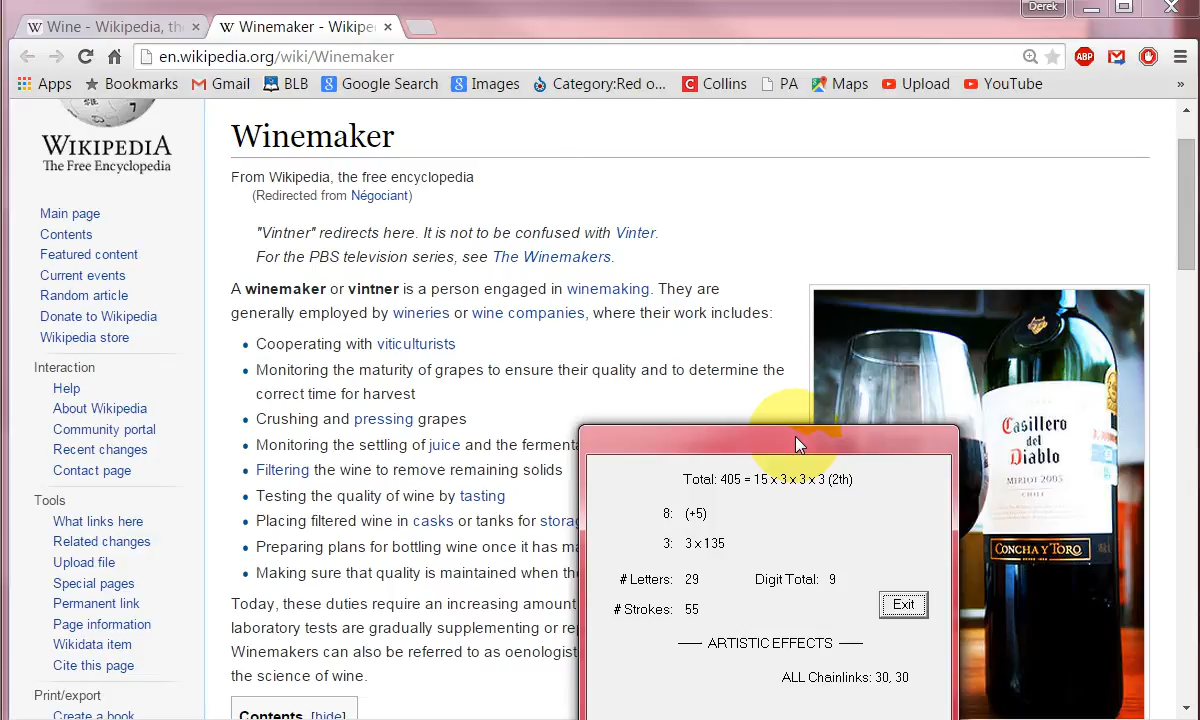 Derek
Wine - Wikipedia, th
Winemaker - Wikipe
en.wikipedia.org/wiki/Winemaker
Apps Bookmarks Gmail BLB Google Search Images Category:Red o... Collins PA Maps Upload YouTube »
ABP
WIKIPEDIA
The Free Encyclopedia
Main page
Contents
Featured content
Current events
Random article
Donate to Wikipedia
Wikipedia store
Interaction
Help
About Wikipedia
Community portal
Recent changes
Contact page
Tools
What links here
Related changes
Upload file
Special pages
Permanent link
Page information
Wikidata item
Cite this page
Print/export
Create a book
Winemaker
From Wikipedia, the free encyclopedia
(Redirected from Négociant)
"Vintner" redirects here. It is not to be confused with Vinter.
For the PBS television series, see The Winemakers.
A winemaker or vintner is a person engaged in winemaking. They are
generally employed by wineries or wine companies, where their work includes:
Cooperating with viticulturists
Monitoring the maturity of grapes to ensure their quality and to determine the
correct time for harvest
Crushing and pressing grapes
Monitoring the settling of juice and the fermenta
Filtering the wine to remove remaining solids
Testing the quality of wine by tasting
Placing filtered wine in casks or tanks for storag
Preparing plans for bottling wine once it has ma
Making sure that quality is maintained when the
Today, these duties require an increasing amount
laboratory tests are gradually supplementing or rep
Winemakers can also be referred to as oenologist
the science of wine.
Contents [hide]
Casillero
del
Diablo
MERLOT 2005
CHILE
CONCHA Y TORO
Total: 405 = 15 x 3 x 3 x 3 (2th)
8: (+5)
3: 3 x 135
# Letters: 29 Digit Total: 9
# Strokes: 55
Exit
ARTISTIC EFFECTS
ALL Chainlinks: 30, 30